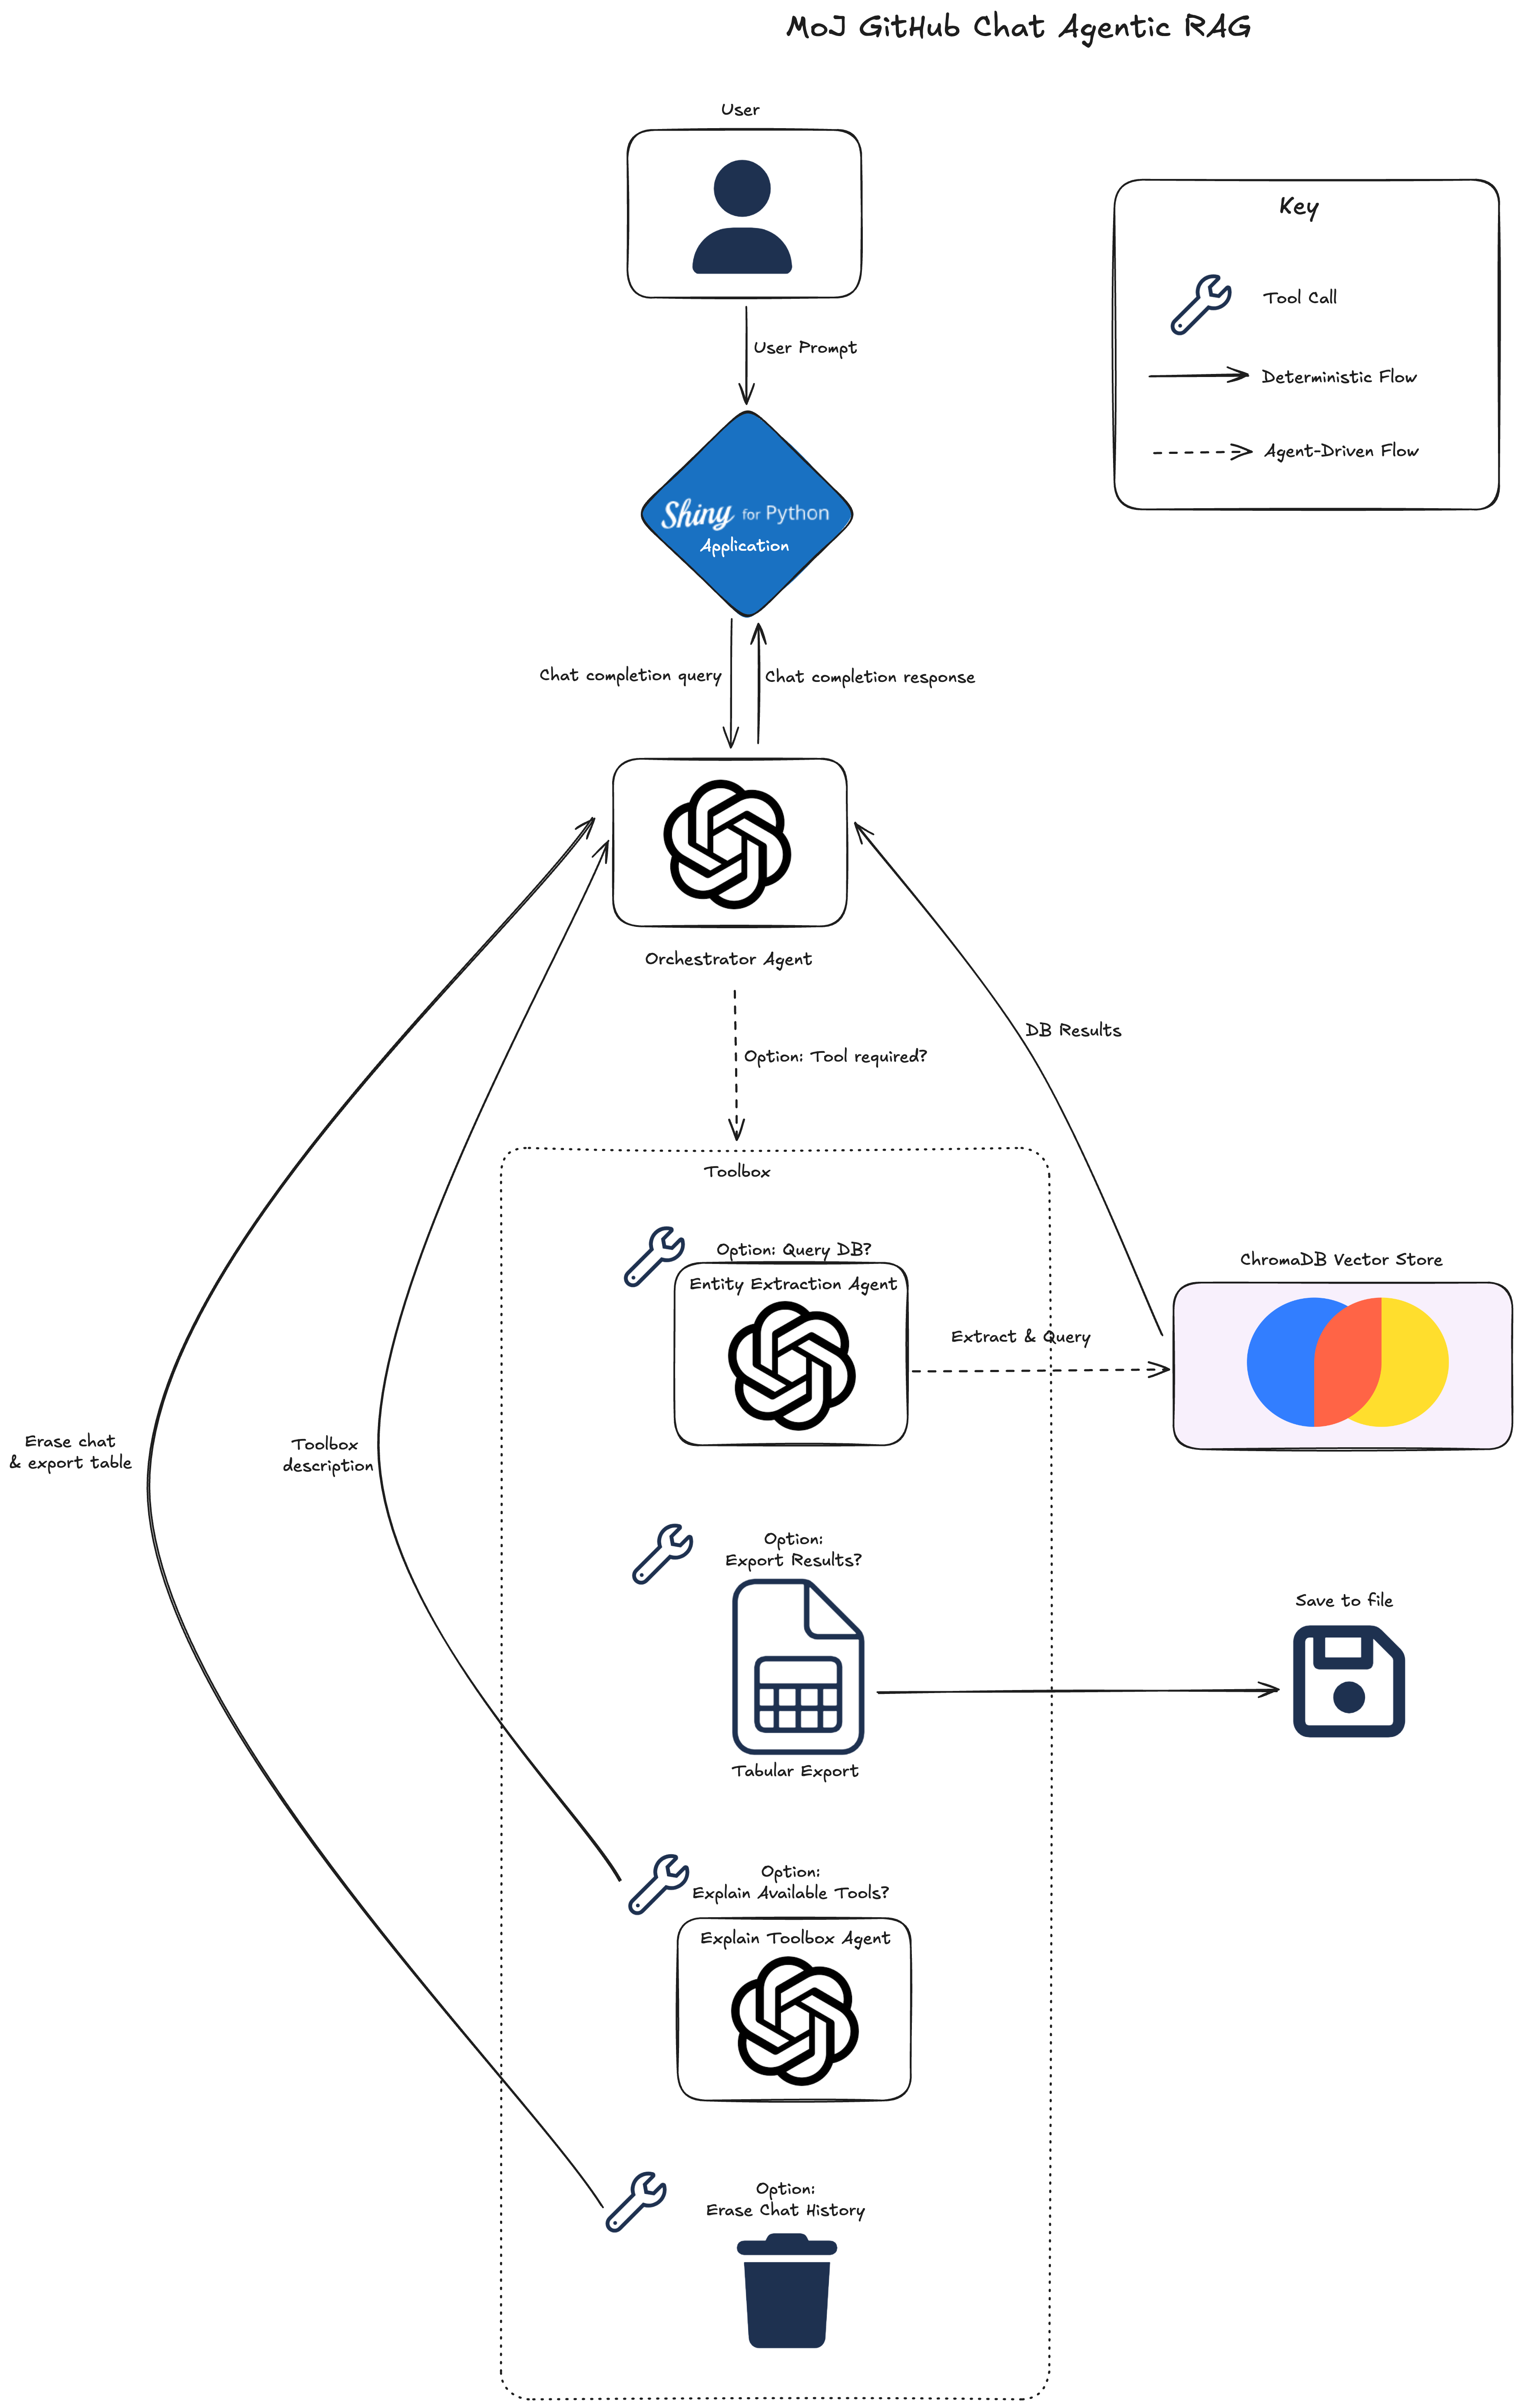 MoJ GitHub Chat Agentic RAG
User
Key
Tool Call
User Prompt
Deterministic Flow
Agent-Driven Flow
Shiny for Python
Application
Chat completion query
Chat completion response
Orchestrator Agent
DB Results
Option: Tool required?
Toolbox
Option: Query DB?
ChromaDB Vector Store
Entity Extraction Agent
Extract & Query
Erase chat
& export table
Toolbox
description
Option:
Export Results?
Save to file
Tabular Export
Option:
Explain Available Tools?
Explain Toolbox Agent
Option:
Erase Chat History